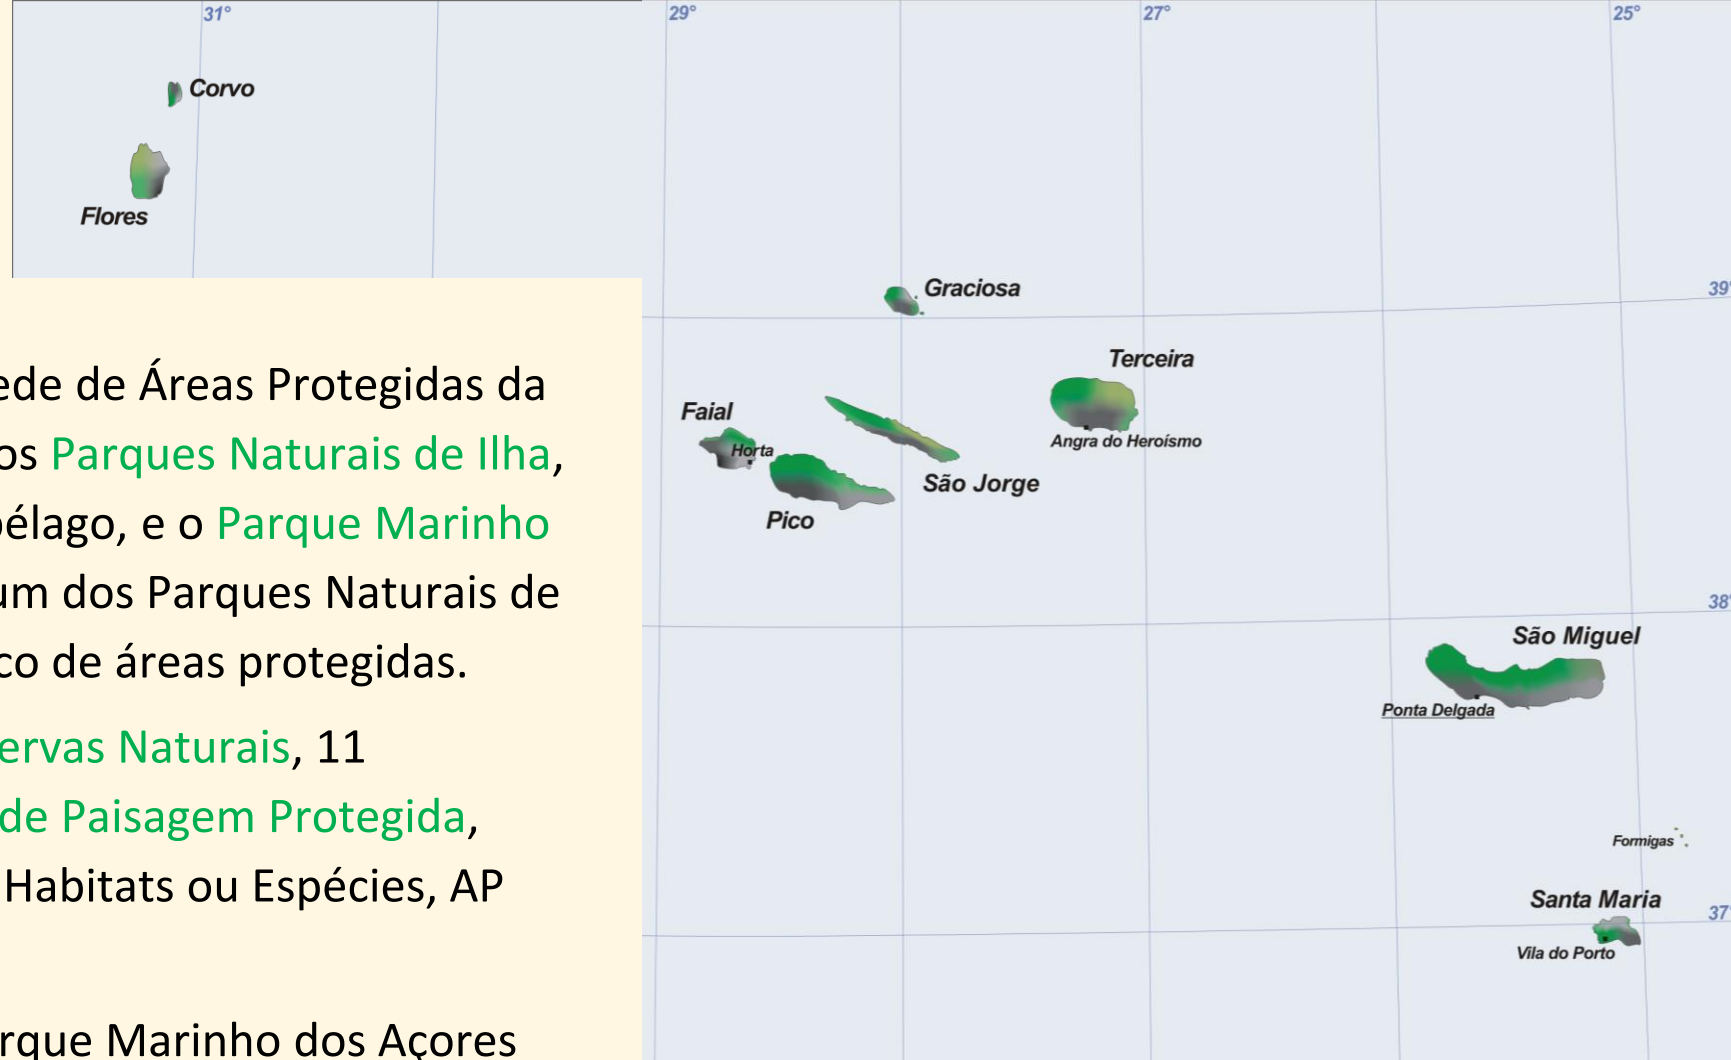 31°
29°
27°
25°
Corvo
Flores
Graciosa
39°
Terceira
Faial
Horta
Angra do Heroísmo
São Jorge
Pico
38°
São Miguel
Ponta Delgada
Formigas
Santa Maria
37°
Vila do Porto
ede de Áreas Protegidas da
os Parques Naturais de Ilha,
pélago, e o Parque Marinho
um dos Parques Naturais de
co de áreas protegidas.
ervas Naturais, 11
de Paisagem Protegida,
Habitats ou Espécies, AP
rque Marinho dos Açores